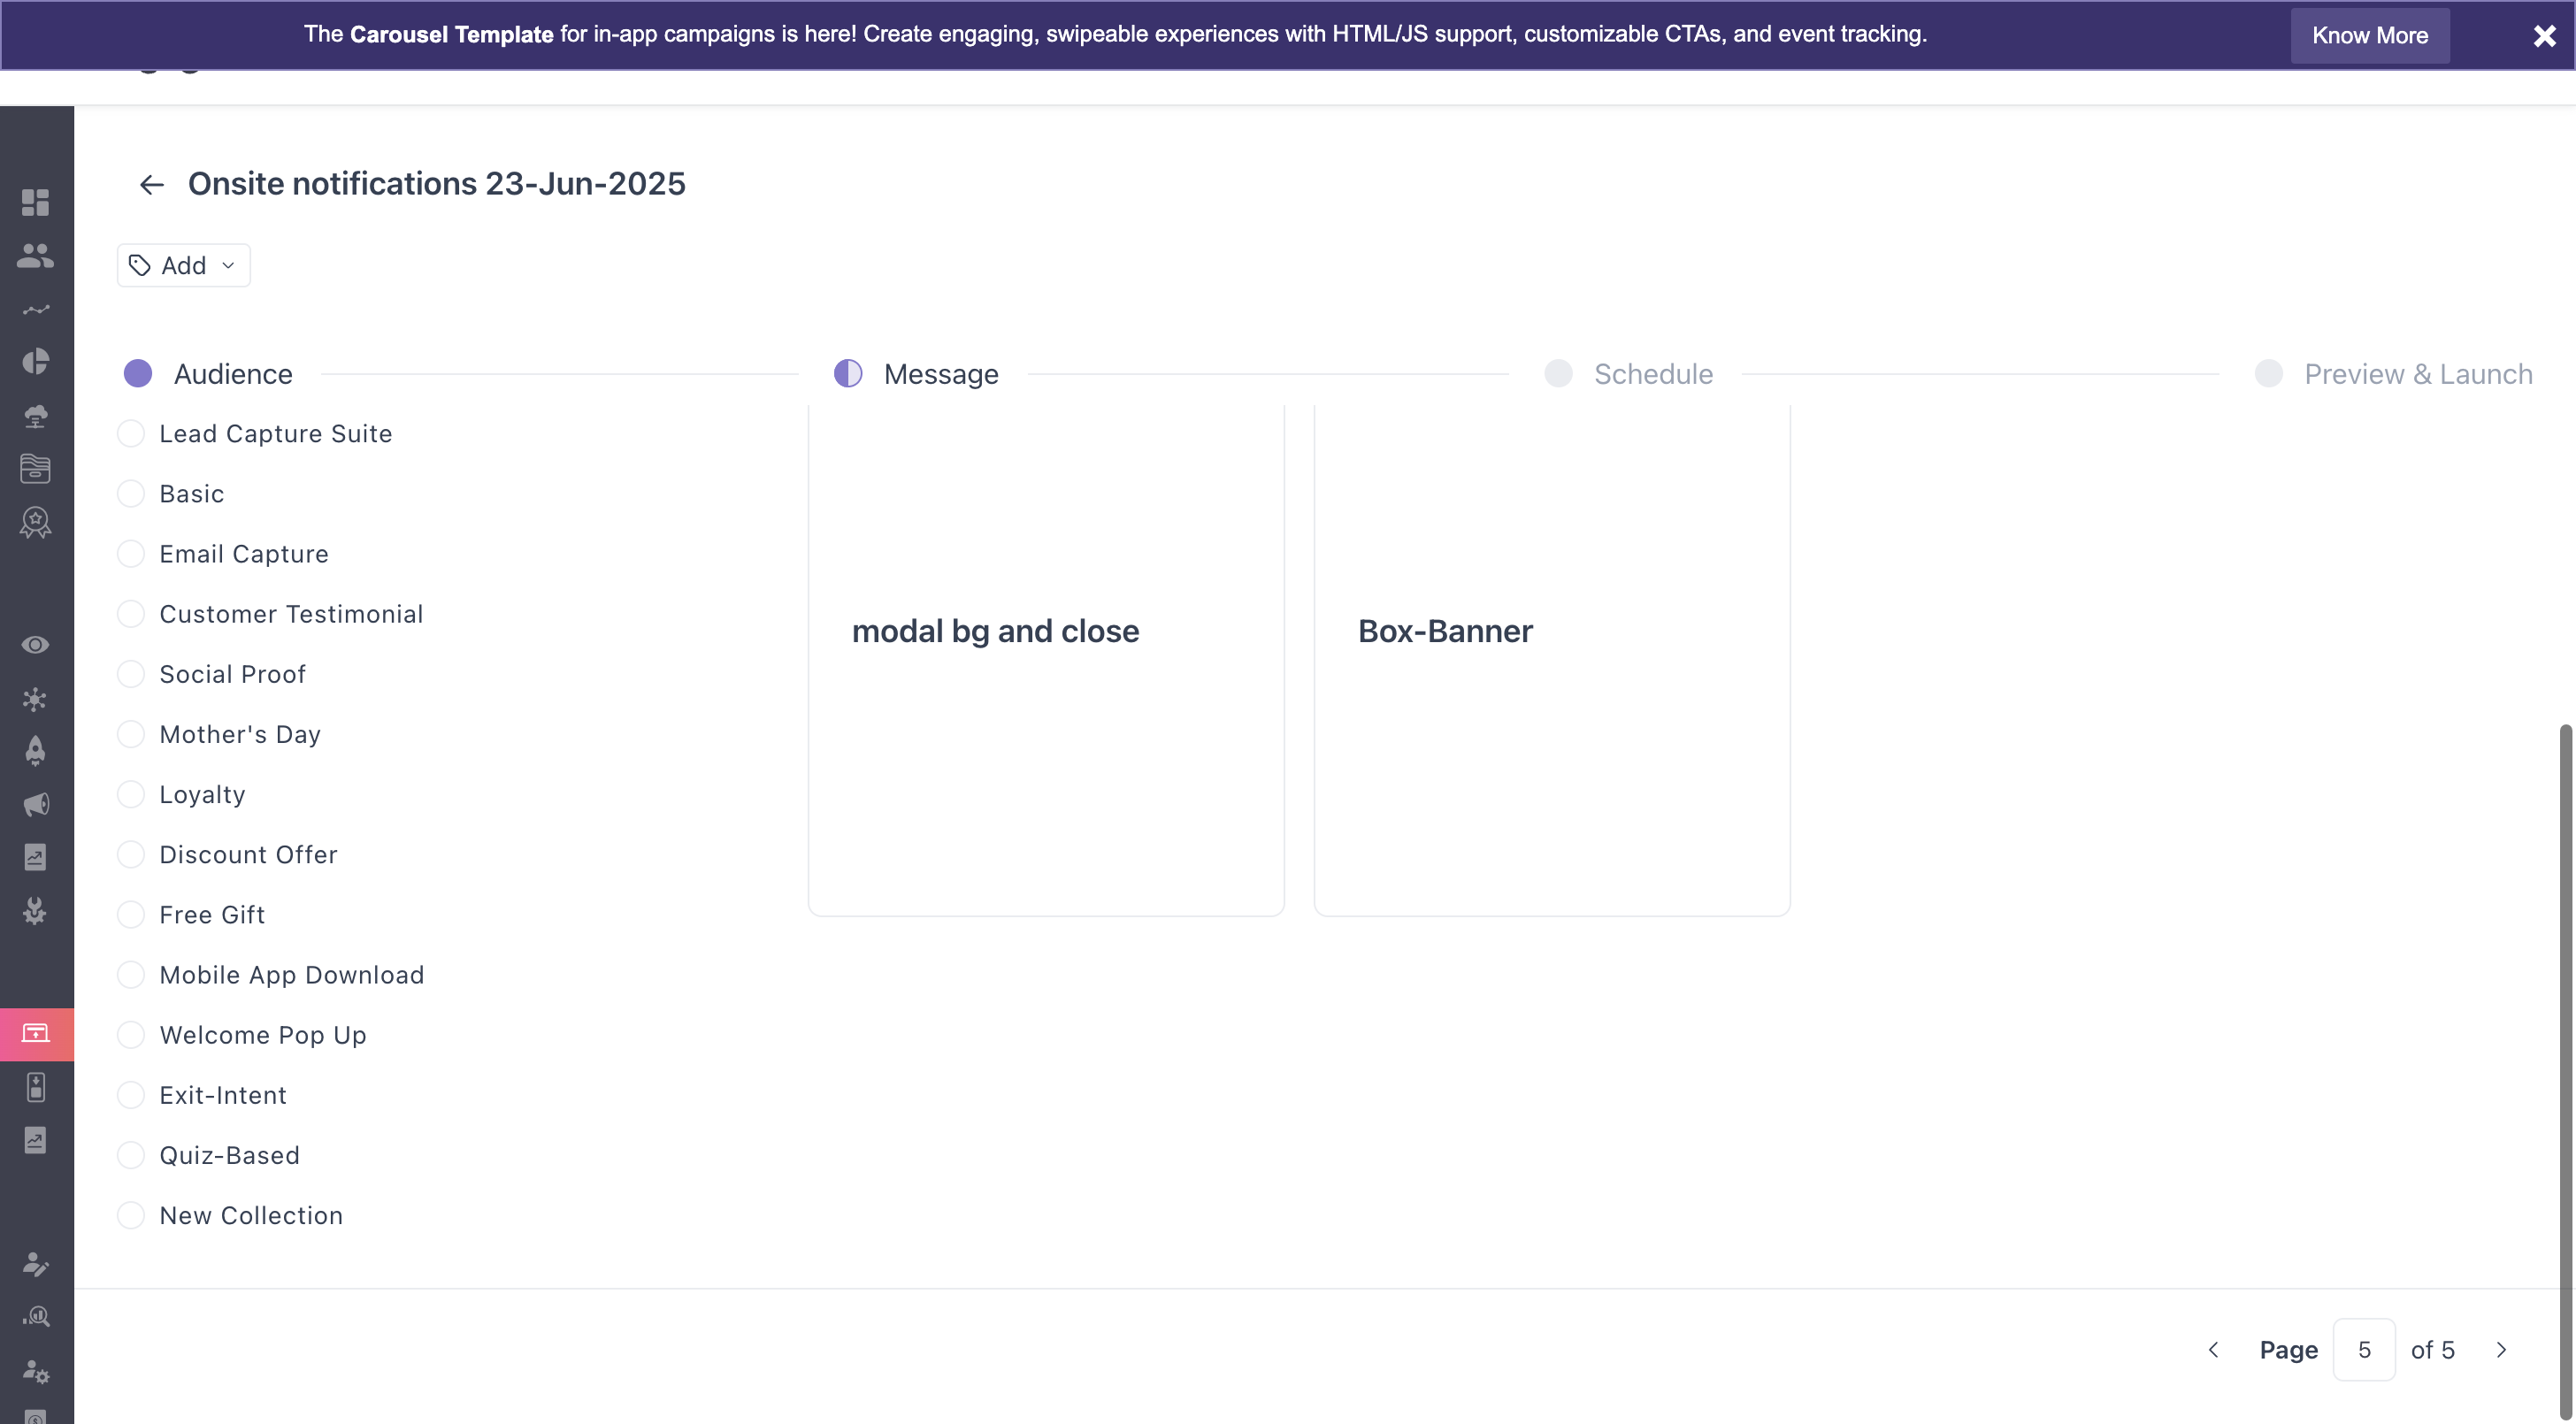 The Carousel Template for in-app campaigns is here! Create engaging, swipeable experiences with HTML/JS support, customizable CTAs, and event tracking.
Know More
Onsite notifications 23-Jun-2025
Add
Audience
Message
Schedule
Preview & Launch
Lead Capture Suite
Basic
Email Capture
Customer Testimonial
Social Proof
Mother's Day
Loyalty
Discount Offer
Free Gift
Mobile App Download
Welcome Pop Up
Exit-Intent
Quiz-Based
New Collection
modal bg and close
Box-Banner
Page 5 of 5